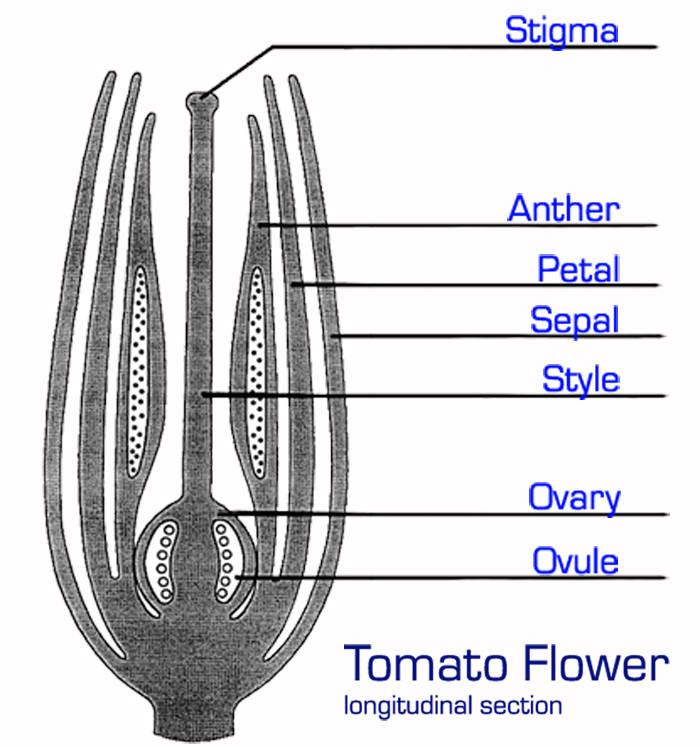 Stigma
Anther
Petal
Sepal
Style
Ovary
Ovule
Tomato Flower
longitudinal section